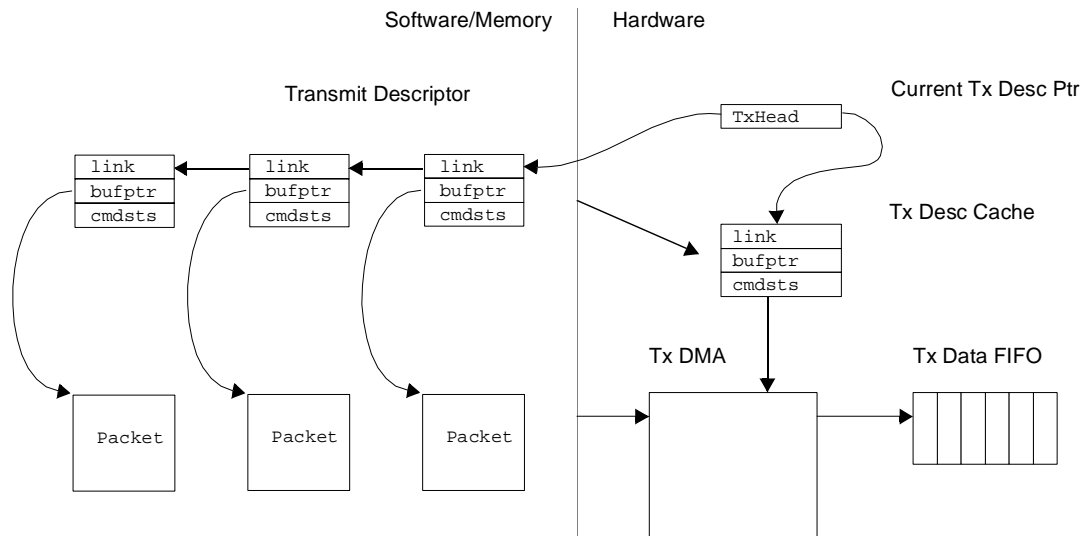 Software/Memory
Hardware
Transmit Descriptor
Current Tx Desc Ptr
TxHead
link
link
link
bufptr
bufptr
bufptr
cmdsts
cmdsts
cmdsts
Tx Desc Cache
link
bufptr
cmdsts
Tx DMA
Tx Data FIFO
Packet
Packet
Packet